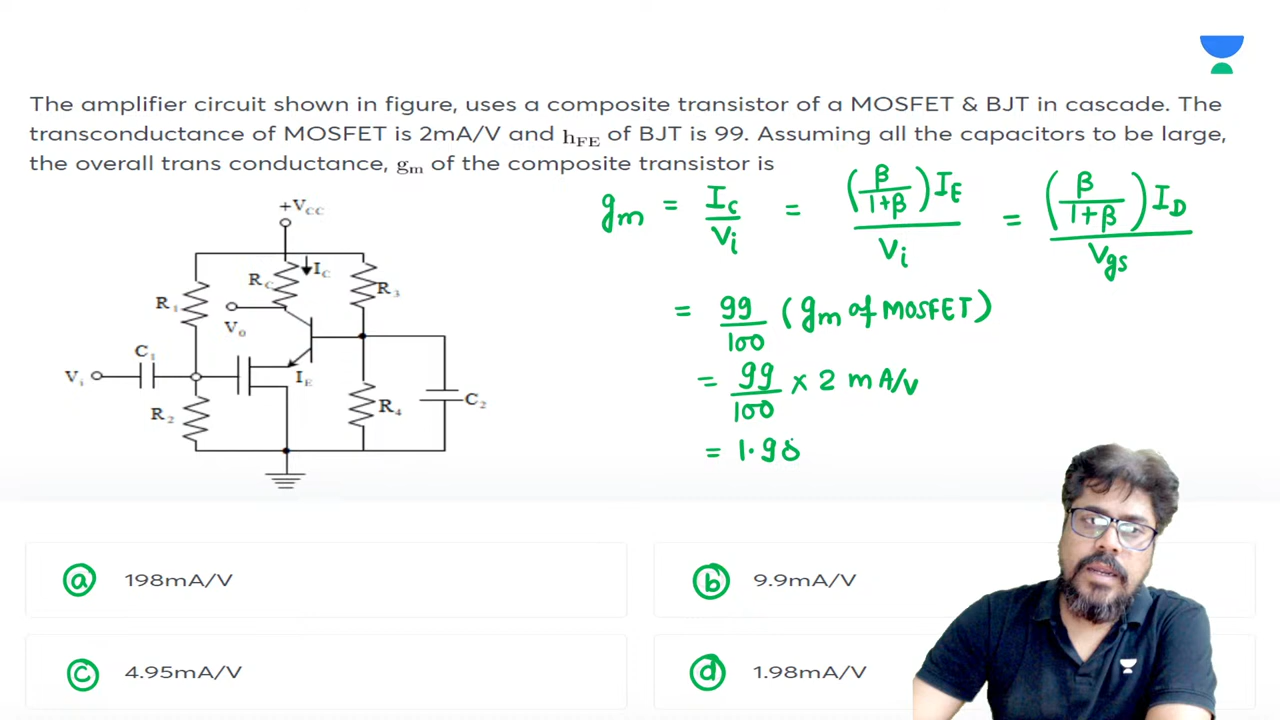 The amplifier circuit shown in figure, uses a composite transistor of a MOSFET & BJT in cascade. The
transconductance of MOSFET is 2mA/V and hFE of BJT is 99. Assuming all the capacitors to be large,
the overall trans conductance, gm of the composite transistor is
gm = Ic/Vi = (β/1+β)IE/Vi = (β/1+β)ID/Vgs
= 99/100 (gm of MOSFET)
= 99/100 × 2 mA/V
= 1.98
+VCC
RC
IC
R3
R1
Vo
C1
Vi
IE
R2
R4
C2
a 198mA/V
b 9.9mA/V
c 4.95mA/V
d 1.98mA/V